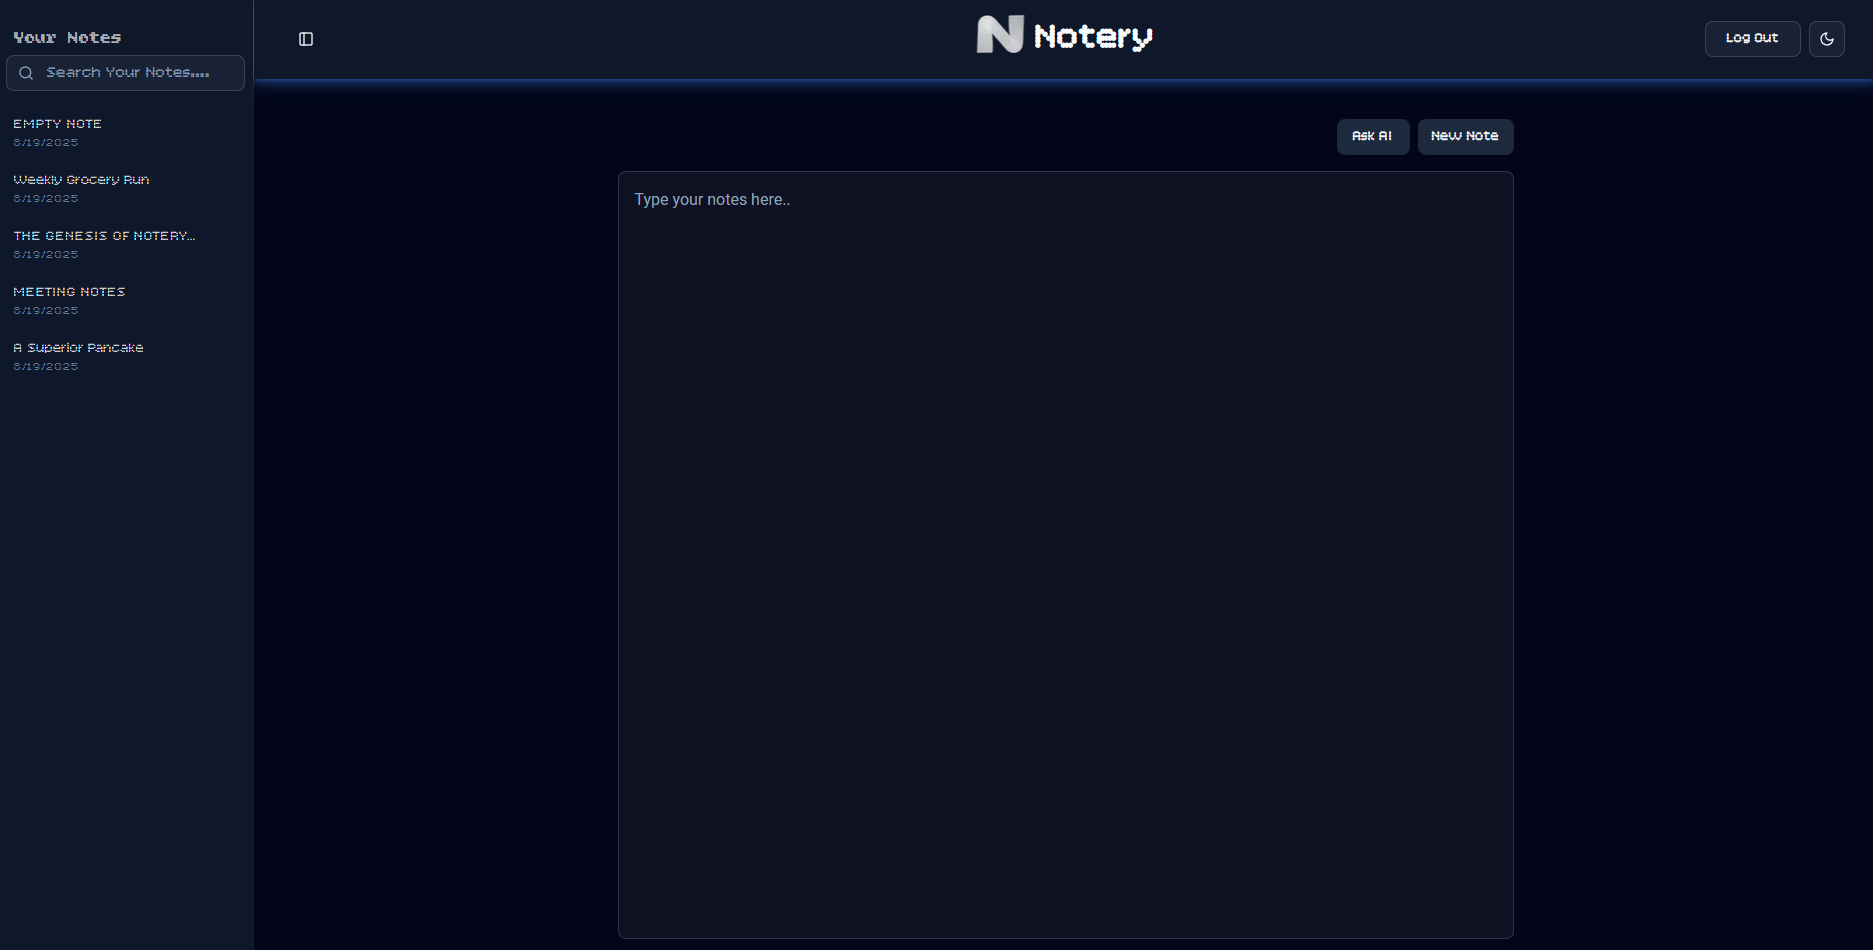 Your Notes
Search Your Notes....
EMPTY NOTE
8/19/2025
Weekly Grocery Run
8/19/2025
THE GENESIS OF NOTERY...
8/19/2025
MEETING NOTES
8/19/2025
A Superior Pancake
8/19/2025
N Notery
Log Out
Ask AI
New Note
Type your notes here..